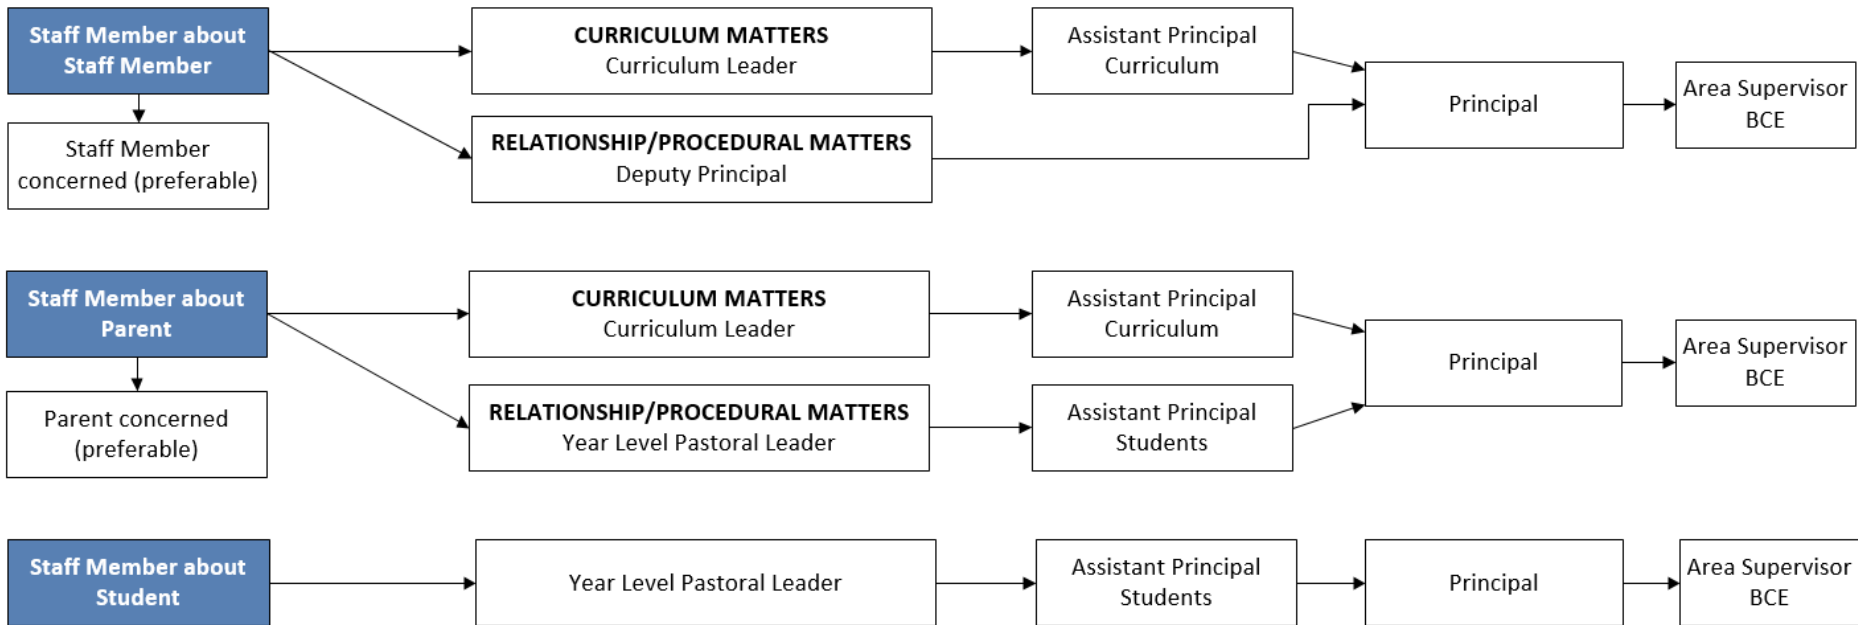 Staff Member about
Staff Member
CURRICULUM MATTERS
Curriculum Leader
Assistant Principal
Curriculum
Principal
Area Supervisor
BCE
Staff Member
concerned (preferable)
RELATIONSHIP/PROCEDURAL MATTERS
Deputy Principal
Staff Member about
Parent
CURRICULUM MATTERS
Curriculum Leader
Assistant Principal
Curriculum
Principal
Area Supervisor
BCE
Parent concerned
(preferable)
RELATIONSHIP/PROCEDURAL MATTERS
Year Level Pastoral Leader
Assistant Principal
Students
Staff Member about
Student
Year Level Pastoral Leader
Assistant Principal
Students
Principal
Area Supervisor
BCE